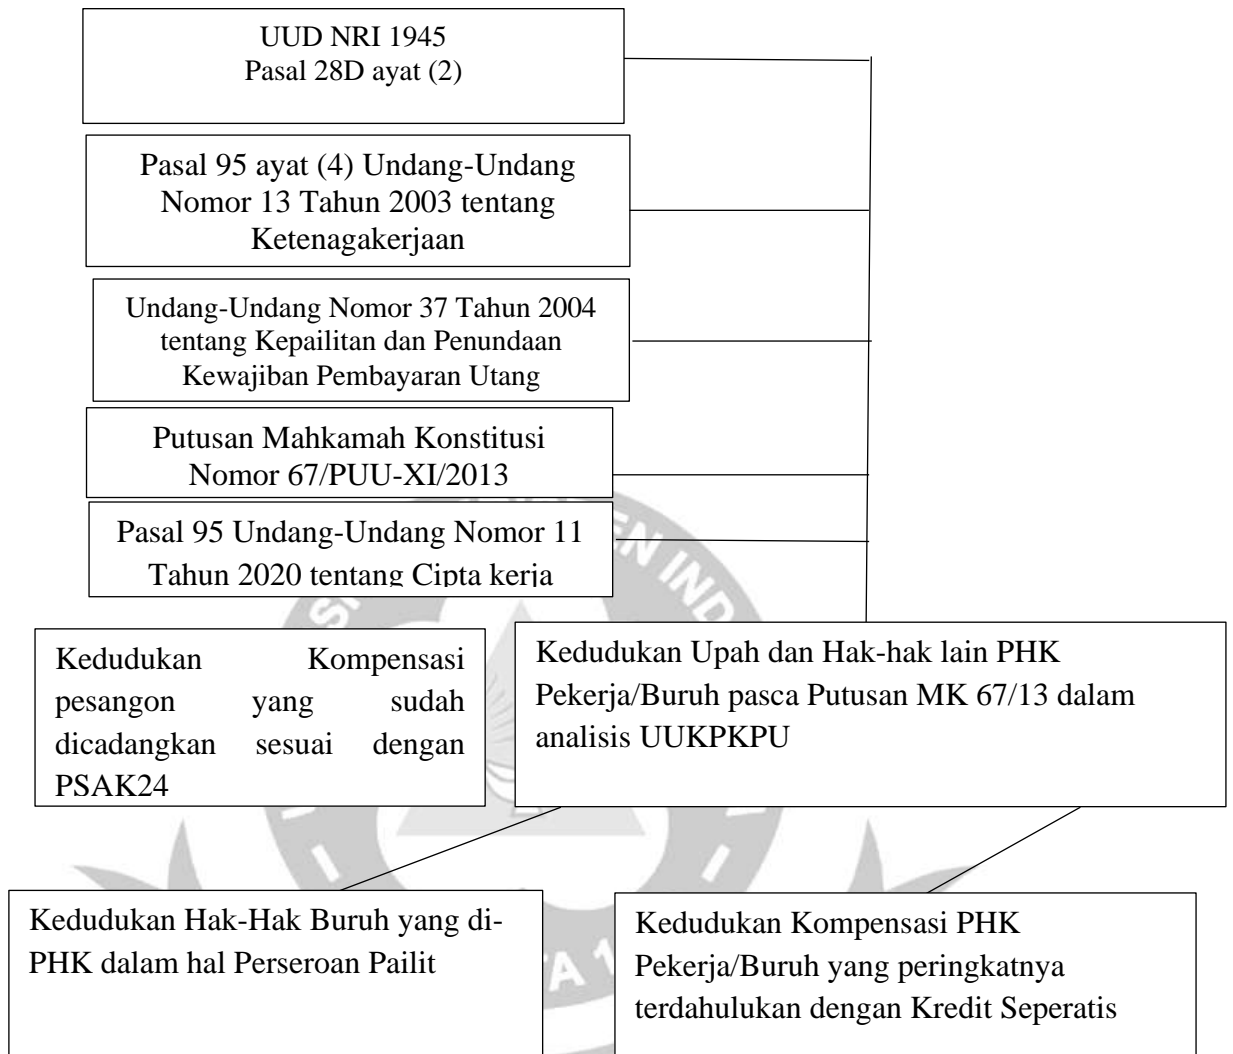 UUD NRI 1945
Pasal 28D ayat (2)
Pasal 95 ayat (4) Undang-Undang
Nomor 13 Tahun 2003 tentang
Ketenagakerjaan
Undang-Undang Nomor 37 Tahun 2004
tentang Kepailitan dan Penundaan
Kewajiban Pembayaran Utang
Putusan Mahkamah Konstitusi
Nomor 67/PUU-XI/2013
Pasal 95 Undang-Undang Nomor 11
Tahun 2020 tentang Cipta kerja
Kedudukan Kompensasi
pesangon yang sudah
dicadangkan sesuai dengan
PSAK24
Kedudukan Upah dan Hak-hak lain PHK
Pekerja/Buruh pasca Putusan MK 67/13 dalam
analisis UUKPKPU
Kedudukan Hak-Hak Buruh yang di-
PHK dalam hal Perseroan Pailit
Kedudukan Kompensasi PHK
Pekerja/Buruh yang peringkatnya
terdahulukan dengan Kredit Seperatis